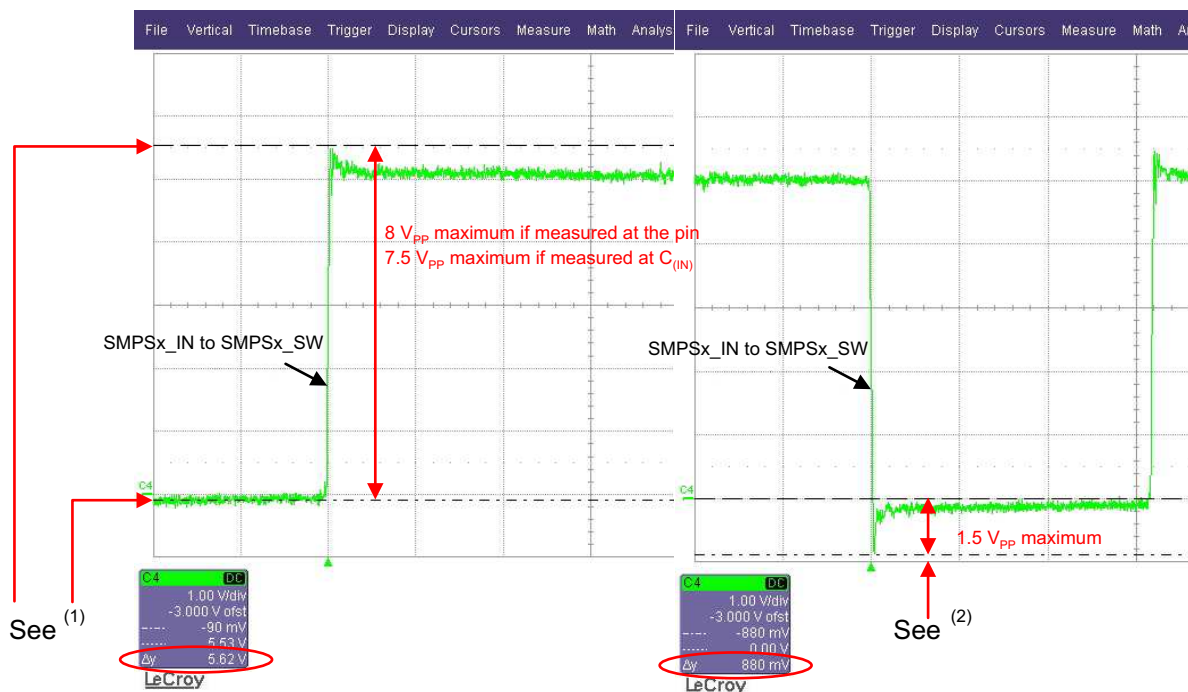 File Vertical Timebase Trigger Display Cursors Measure Math Analys
8 VPP maximum if measured at the pin
7.5 VPP maximum if measured at C(IN)
SMPSx_IN to SMPSx_SW
C4
See (1)
C4 DC
1.00 V/div
-3.000 V ofst
-90 mV
5.53 V
Δy 5.62 V
LeCroy
File Vertical Timebase Trigger Display Cursors Measure Math
SMPSx_IN to SMPSx_SW
C4
1.5 VPP maximum
See (2)
C4 DC
1.00 V/div
-3.000 V ofst
-880 mV
0.00 V
Δy 880 mV
LeCroy